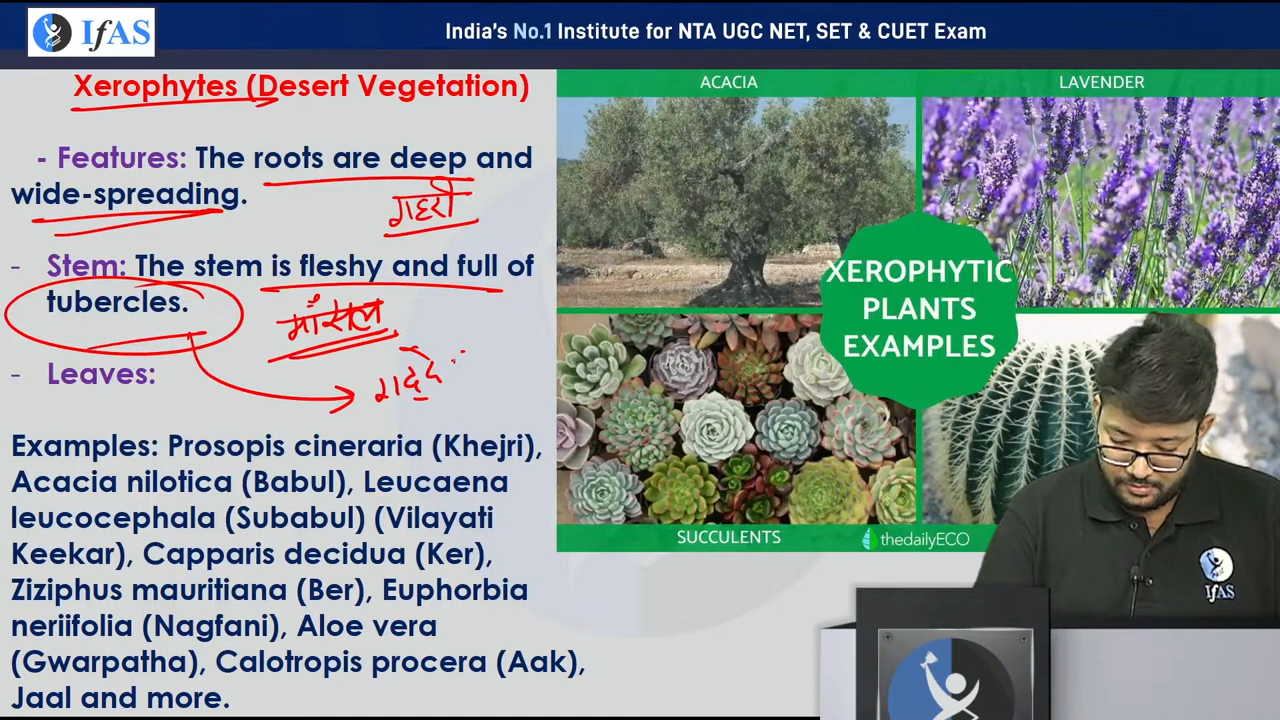 IfAS
India's No.1 Institute for NTA UGC NET, SET & CUET Exam
Xerophytes (Desert Vegetation)
- Features: The roots are deep and
wide-spreading.
गहरी
- Stem: The stem is fleshy and full of
tubercles.
मांसल
- Leaves:
Examples: Prosopis cineraria (Khejri),
Acacia nilotica (Babul), Leucaena
leucocephala (Subabul) (Vilayati
Keekar), Capparis decidua (Ker),
Ziziphus mauritiana (Ber), Euphorbia
neriifolia (Nagfani), Aloe vera
(Gwarpatha), Calotropis procera (Aak),
Jaal and more.
ACACIA
LAVENDER
XEROPHYTIC
PLANTS
EXAMPLES
SUCCULENTS
thedailyECO
IfAS